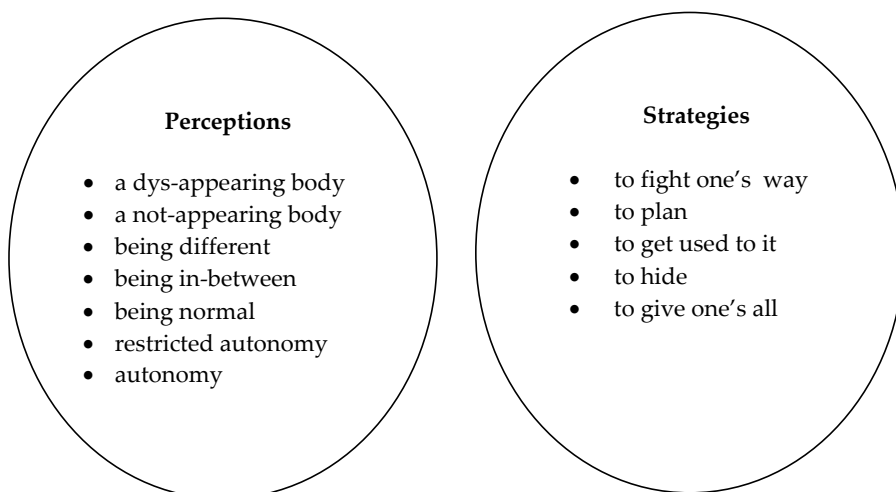 Perceptions
• a dys-appearing body
• a not-appearing body
• being different
• being in-between
• being normal
• restricted autonomy
• autonomy
Strategies
• to fight one’s  way
• to plan
• to get used to it
• to hide
• to give one’s all